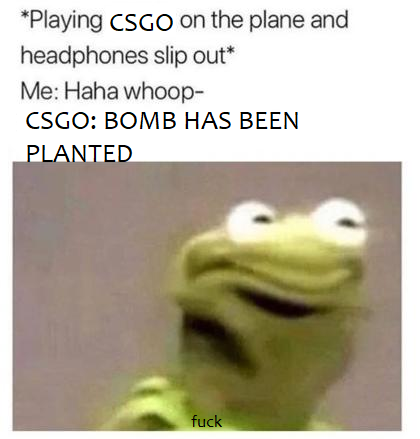 *Playing CSGO on the plane and
headphones slip out*
Me: Haha whoop-
CSGO: BOMB HAS BEEN
PLANTED
fuck